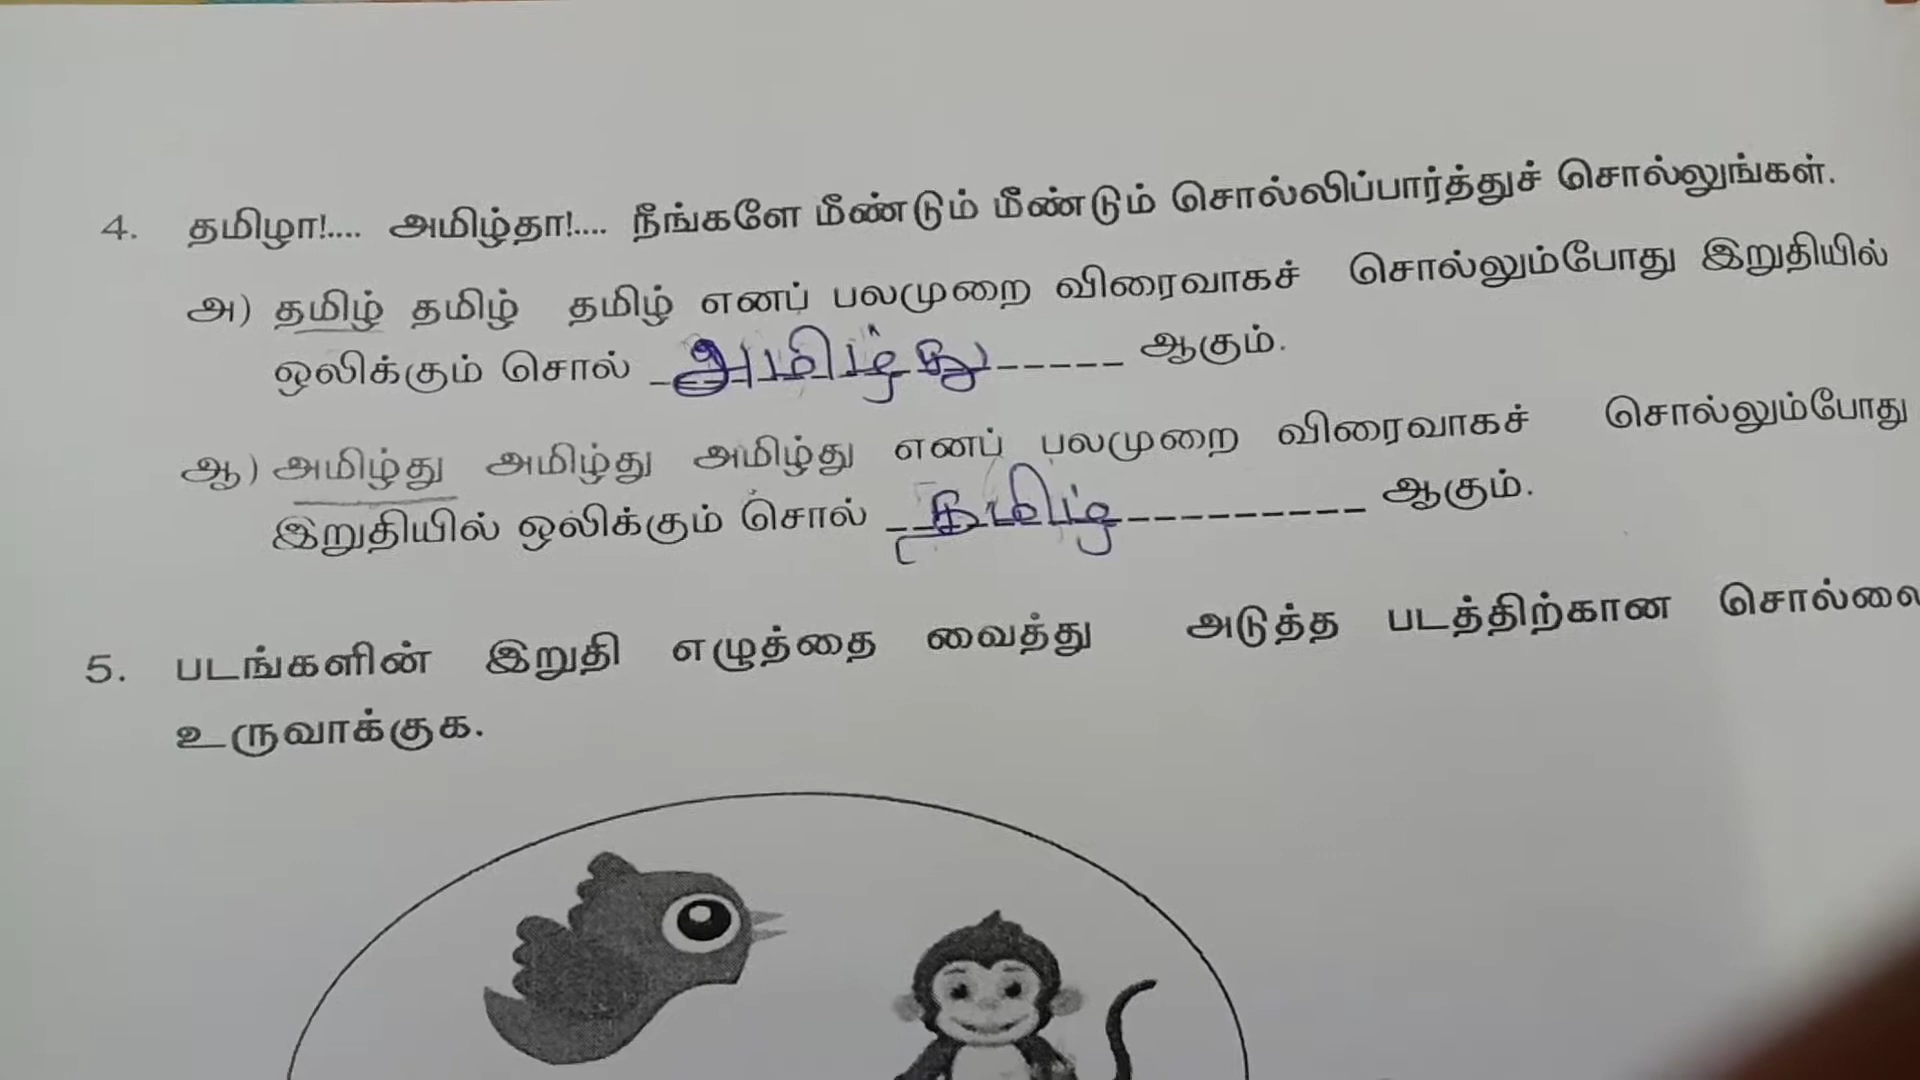 4. தமிழா!.... அமிழ்தா!.... நீங்களே மீண்டும் மீண்டும் சொல்லிப்பார்த்துச் சொல்லுங்கள்.
அ) தமிழ் தமிழ் தமிழ் எனப் பலமுறை விரைவாகச் சொல்லும்போது இறுதியில்
ஒலிக்கும் சொல் அமிழ்து ஆகும்.
ஆ) அமிழ்து அமிழ்து அமிழ்து எனப் பலமுறை விரைவாகச் சொல்லும்போது
இறுதியில் ஒலிக்கும் சொல் தமிழ் ஆகும்.
5. படங்களின் இறுதி எழுத்தை வைத்து அடுத்த படத்திற்கான சொல்லை
உருவாக்குக.